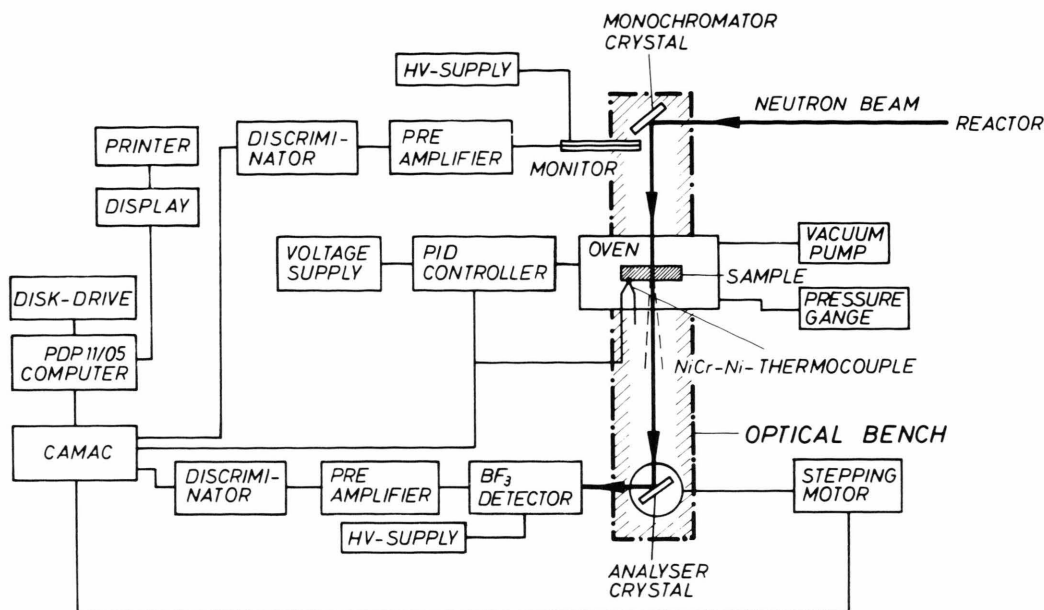 MONOCHROMATOR
CRYSTAL
HV-SUPPLY
NEUTRON BEAM
REACTOR
DISCRIMI-
NATOR
PRE
AMPLIFIER
MONITOR
PRINTER
DISPLAY
VOLTAGE
SUPPLY
PID
CONTROLLER
OVEN
SAMPLE
VACUUM
PUMP
PRESSURE
GANGE
DISK-DRIVE
PDP 11/05
COMPUTER
NiCr-Ni-THERMOCOUPLE
CAMAC
OPTICAL BENCH
DISCRIMI-
NATOR
PRE
AMPLIFIER
BF₃
DETECTOR
STEPPING
MOTOR
HV-SUPPLY
ANALYSER
CRYSTAL